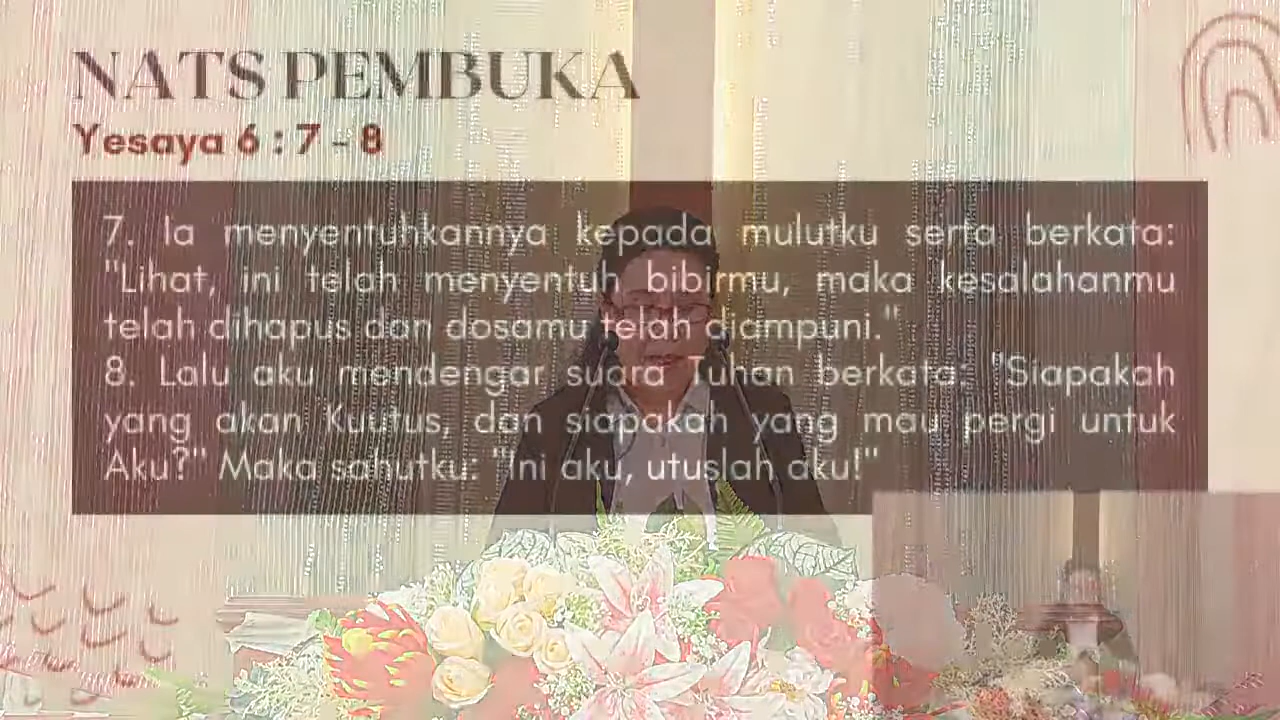 NATS PEMBUKA
Yesaya 6 : 7 - 8
7. Ia menyentuhkannya kepada mulutku serta berkata:
"Lihat, ini telah menyentuh bibirmu, maka kesalahanmu
telah dihapus dan dosamu telah diampuni."
8. Lalu aku mendengar suara Tuhan berkata: "Siapakah
yang akan Kuutus, dan siapakah yang mau pergi untuk
Aku?" Maka sahutku: "Ini aku, utuslah aku!"